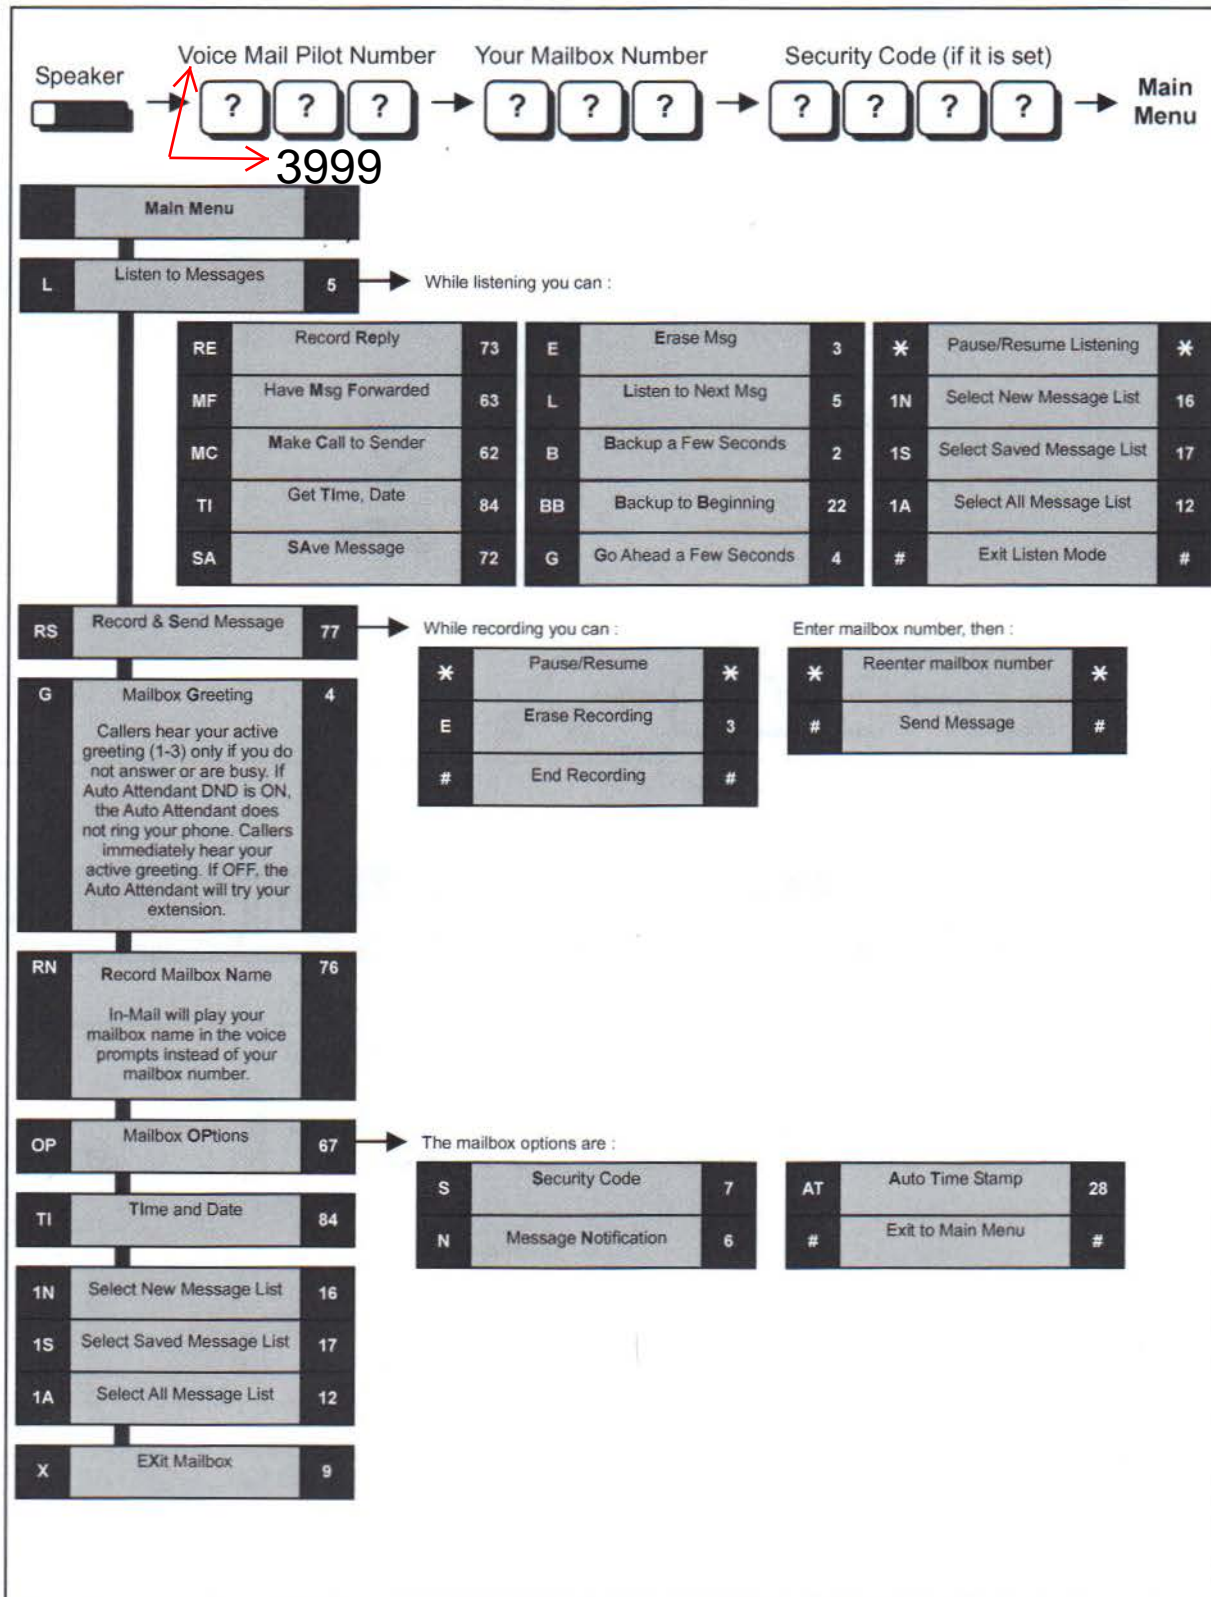 Voice Mail Pilot Number
Your Mailbox Number
Security Code (if it is set)
Speaker
? ? ?
? ? ?
? ? ? ?
Main
Menu
3999
Main Menu
L Listen to Messages 5
While listening you can :
RE Record Reply 73
E Erase Msg 3
* Pause/Resume Listening *
MF Have Msg Forwarded 63
L Listen to Next Msg 5
1N Select New Message List 16
MC Make Call to Sender 62
B Backup a Few Seconds 2
1S Select Saved Message List 17
TI Get TIme, Date 84
BB Backup to Beginning 22
1A Select All Message List 12
SA SAve Message 72
G Go Ahead a Few Seconds 4
# Exit Listen Mode #
RS Record & Send Message 77
While recording you can :
Enter mailbox number, then :
* Pause/Resume *
* Reenter mailbox number *
E Erase Recording 3
# Send Message #
# End Recording #
G Mailbox Greeting 4
Callers hear your active
greeting (1-3) only if you do
not answer or are busy. If
Auto Attendant DND is ON,
the Auto Attendant does
not ring your phone. Callers
immediately hear your
active greeting. If OFF, the
Auto Attendant will try your
extension.
RN Record Mailbox Name 76
In-Mail will play your
mailbox name in the voice
prompts instead of your
mailbox number.
OP Mailbox OPtions 67
The mailbox options are :
S Security Code 7
AT Auto Time Stamp 28
N Message Notification 6
# Exit to Main Menu #
TI TIme and Date 84
1N Select New Message List 16
1S Select Saved Message List 17
1A Select All Message List 12
X EXit Mailbox 9